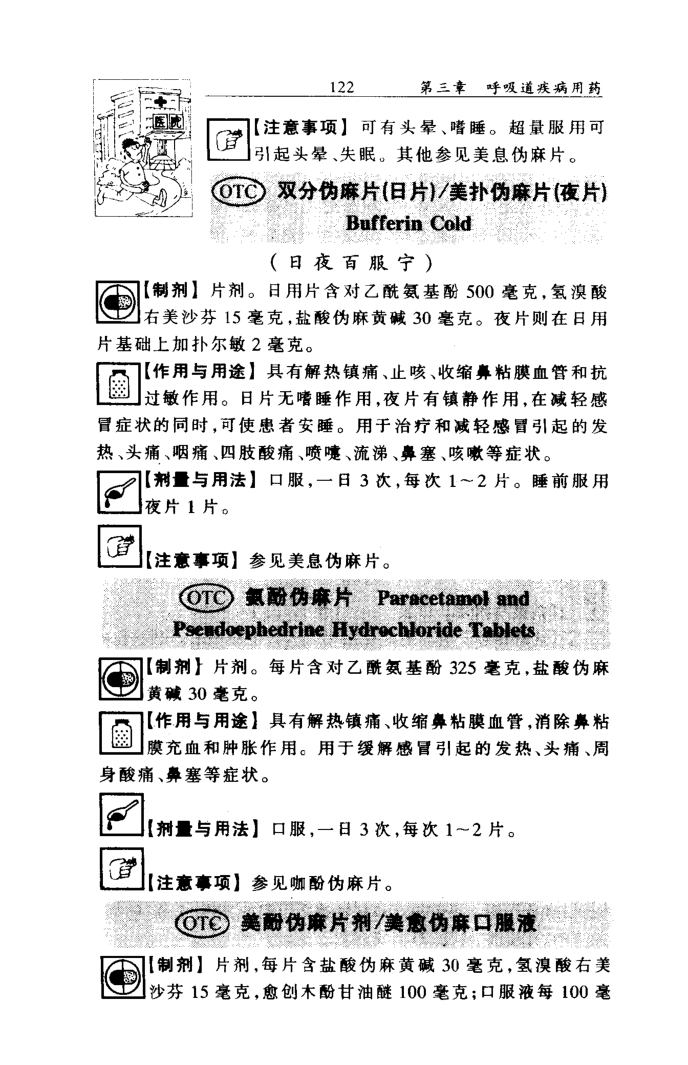 122 第三章 呼吸道疾病用药
医院
【注意事项】 可有头晕、嗜睡。超量服用可
引起头晕、失眠。其他参见美息伪麻片。
OTC 双分伪麻片(日片)/美扑伪麻片(夜片)
Bufferin Cold
(日夜百服宁)
【制剂】 片剂。日用片含对乙酰氨基酚 500 毫克,氢溴酸
右美沙芬 15 毫克,盐酸伪麻黄碱 30 毫克。夜片则在日用
片基础上加扑尔敏 2 毫克。
【作用与用途】 具有解热镇痛、止咳、收缩鼻粘膜血管和抗
过敏作用。日片无嗜睡作用,夜片有镇静作用,在减轻感
冒症状的同时,可使患者安睡。用于治疗和减轻感冒引起的发
热、头痛、咽痛、四肢酸痛、喷嚏、流涕、鼻塞、咳嗽等症状。
【剂量与用法】 口服,一日 3 次,每次 1~2 片。睡前服用
夜片 1 片。
【注意事项】 参见美息伪麻片。
OTC 氨酚伪麻片 Paracetamol and
Pseudoephedrine Hydrochloride Tablets
【制剂】 片剂。每片含对乙酰氨基酚 325 毫克,盐酸伪麻
黄碱 30 毫克。
【作用与用途】 具有解热镇痛、收缩鼻粘膜血管,消除鼻粘
膜充血和肿胀作用。用于缓解感冒引起的发热、头痛、周
身酸痛、鼻塞等症状。
【剂量与用法】 口服,一日 3 次,每次 1~2 片。
【注意事项】 参见咖酚伪麻片。
OTC 美酚伪麻片剂/美愈伪麻口服液
【制剂】 片剂,每片含盐酸伪麻黄碱 30 毫克,氢溴酸右美
沙芬 15 毫克,愈创木酚甘油醚 100 毫克;口服液每 100 毫